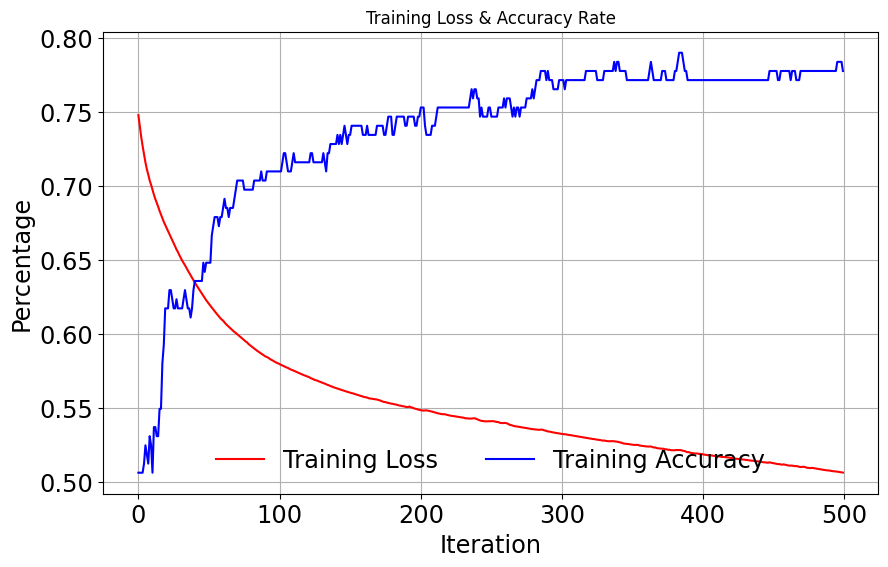 Training Loss & Accuracy Rate
0.80
0.75
0.70
0.65
0.60
0.55
0.50
Percentage
Training Loss
Training Accuracy
0 100 200 300 400 500
Iteration